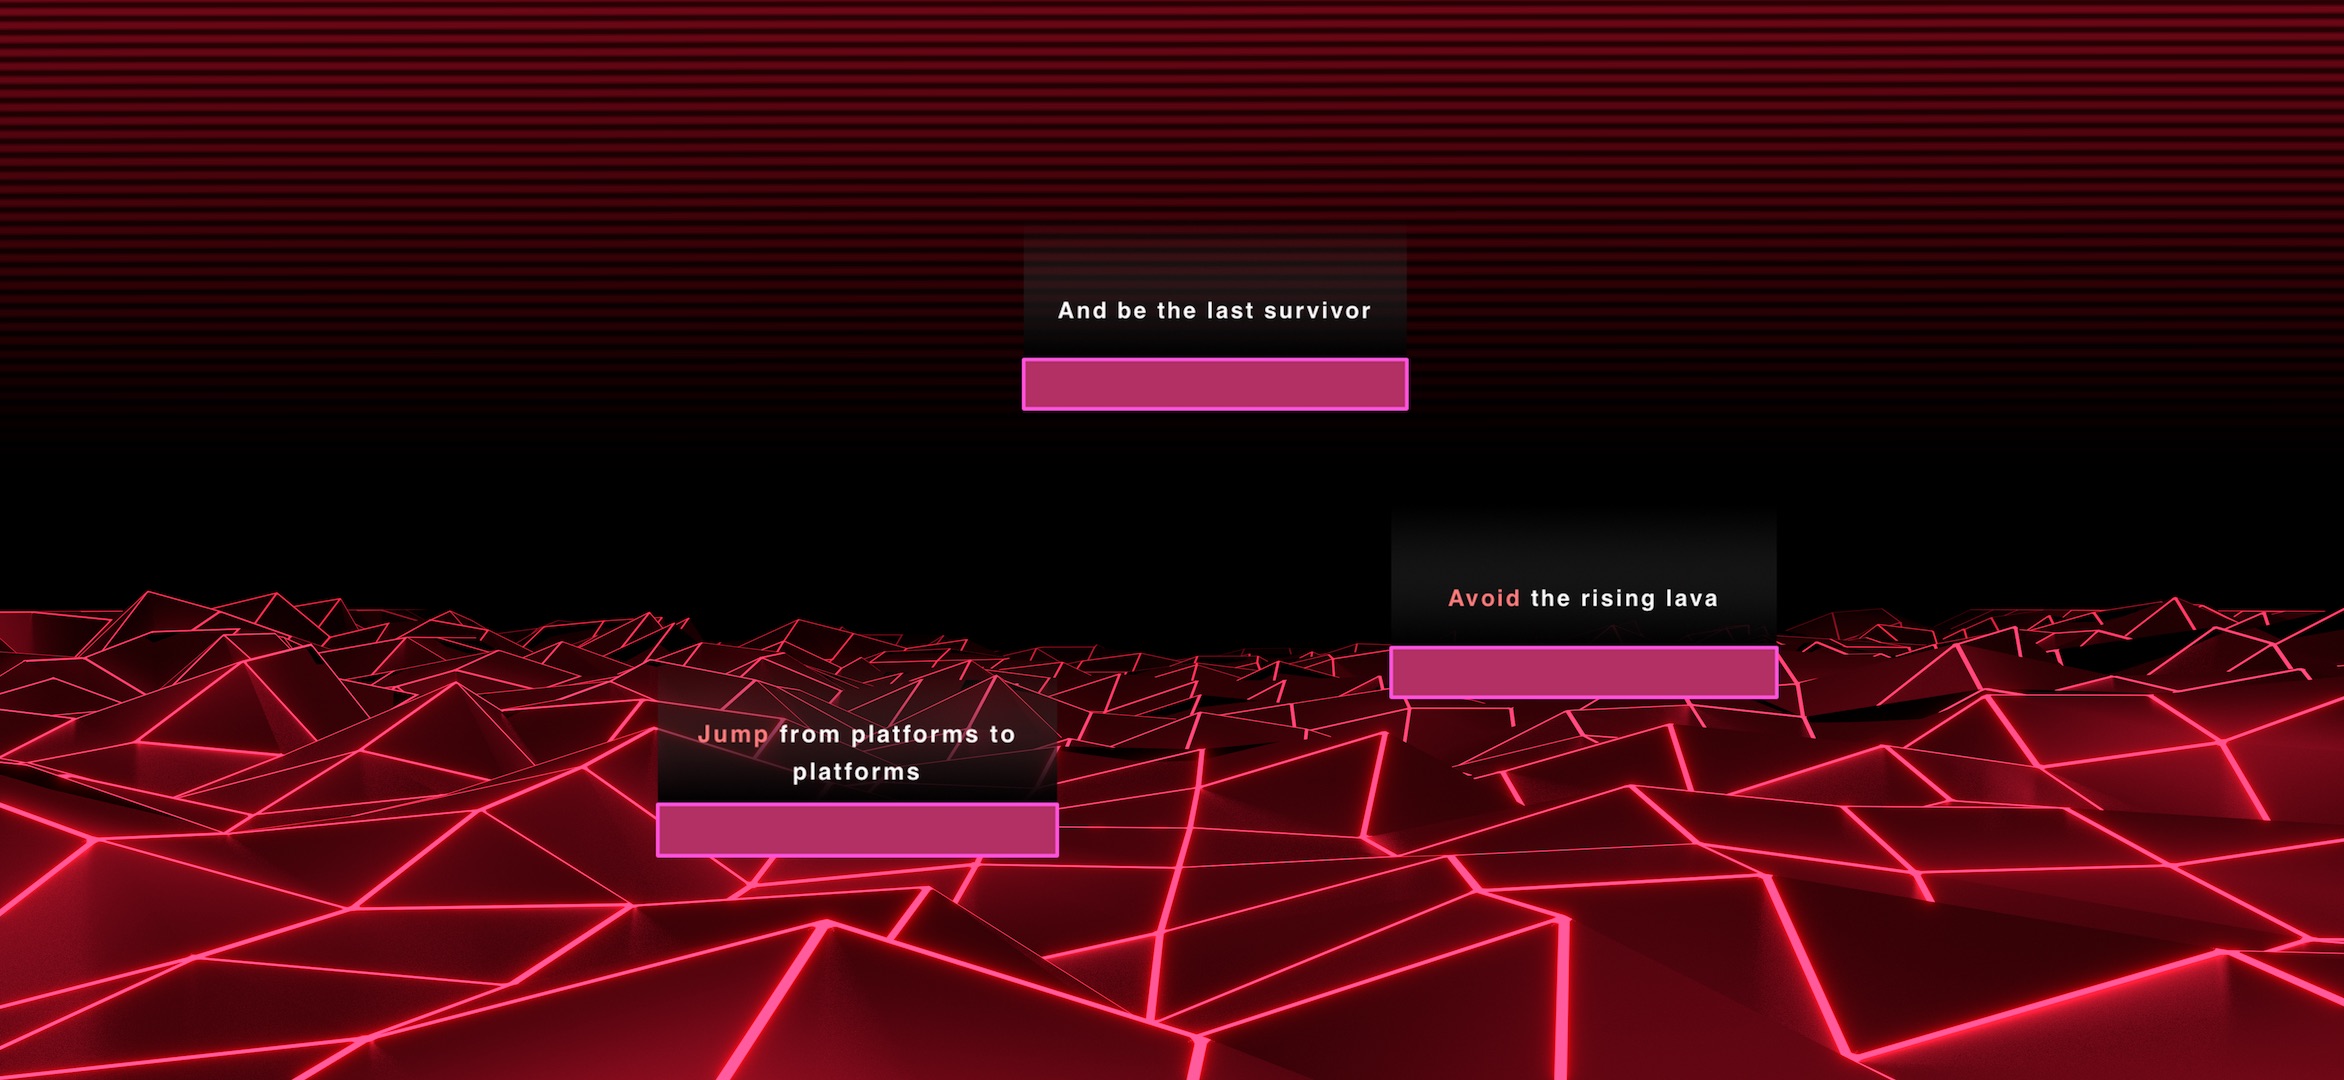 And be the last survivor
Avoid the rising lava
Jump from platforms to
platforms